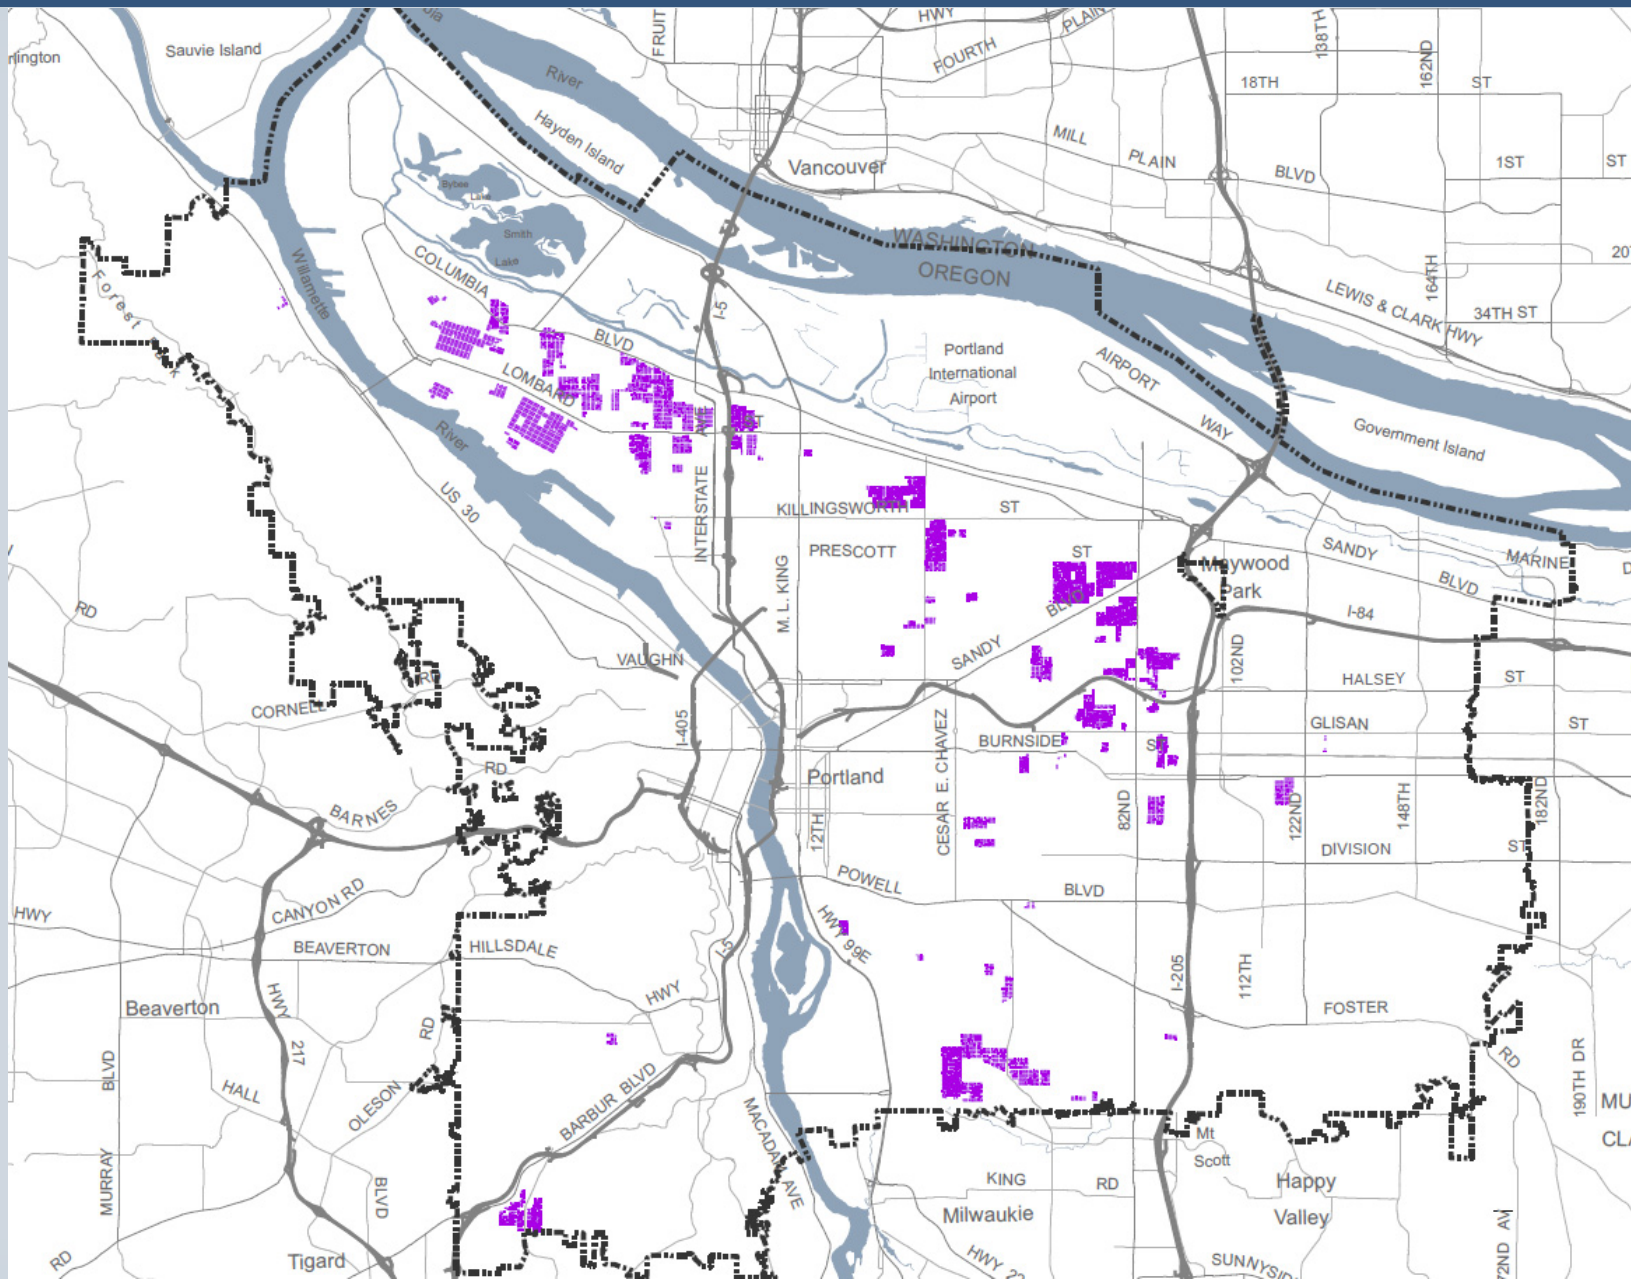 HWY
PLAIN
FRUIT
Sauvie Island
FOURTH
138TH
162ND
18TH
ST
River
Hayden Island
MILL
PLAIN
BLVD
1ST
ST
Vancouver
Bybee
Lake
Smith
Lake
WASHINGTON
OREGON
COLUMBIA
164TH
LEWIS & CLARK HWY
34TH ST
Forest
Willamette
I-5
BLVD
Portland
International
Airport
AIRPORT
WAY
LOMBARD
AVE
ST
Government Island
River
US 30
INTERSTATE
KILLINGSWORTH
ST
PRESCOTT
ST
SANDY
BLVD
MARINE
Maywood
Park
BLVD
I-84
M. L. KING
RD
VAUGHN
SANDY
102ND
HALSEY
ST
RD
CORNELL
I-405
GLISAN
ST
CESAR E. CHAVEZ
BURNSIDE
RD
Portland
BARNES
12TH
82ND
122ND
148TH
182ND
DIVISION
ST
POWELL
BLVD
CANYON RD
HWY
HWY 99E
BEAVERTON
HILLSDALE
HWY
I-5
I-205
112TH
Beaverton
HWY
217
RD
FOSTER
RD
190TH DR
BLVD
HALL
OLESON
BARBUR BLVD
MACADAM AVE
Mt
Scott
MURRAY
BLVD
KING
RD
Happy
Valley
Milwaukie
RD
Tigard
HWY